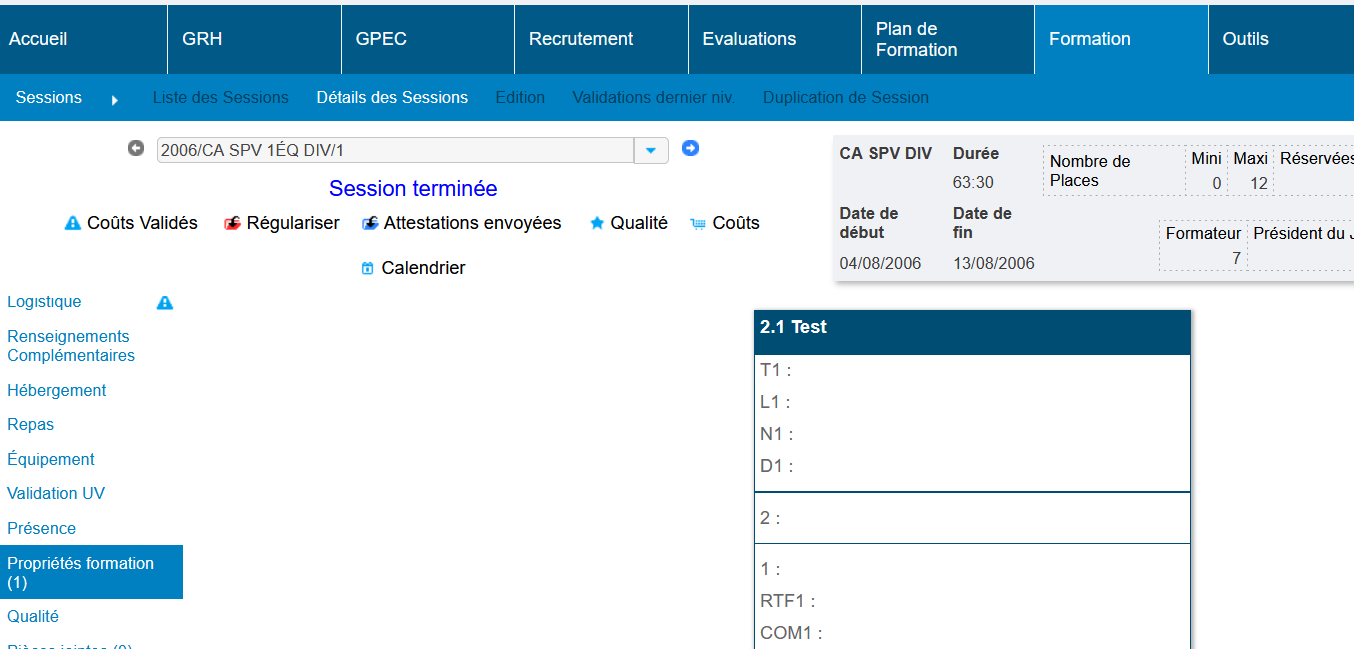 Accueil
GRH
GPEC
Recrutement
Evaluations
Plan de
Formation
Formation
Outils
Sessions
Liste des Sessions
Détails des Sessions
Edition
Validations dernier niv.
Duplication de Session
2006/CA SPV 1ÉQ DIV/1
Session terminée
Coûts Validés
Régulariser
Attestations envoyées
Qualité
Coûts
Calendrier
CA SPV DIV
Durée
63:30
Nombre de
Places
Mini
Maxi
Réservées
0
12
Date de
début
Date de
fin
04/08/2006
13/08/2006
Formateur
Président du
7
Logistique
Renseignements
Complémentaires
Hébergement
Repas
Équipement
Validation UV
Présence
Propriétés formation
(1)
Qualité
2.1 Test
T1 :
L1 :
N1 :
D1 :
2 :
1 :
RTF1 :
COM1 :